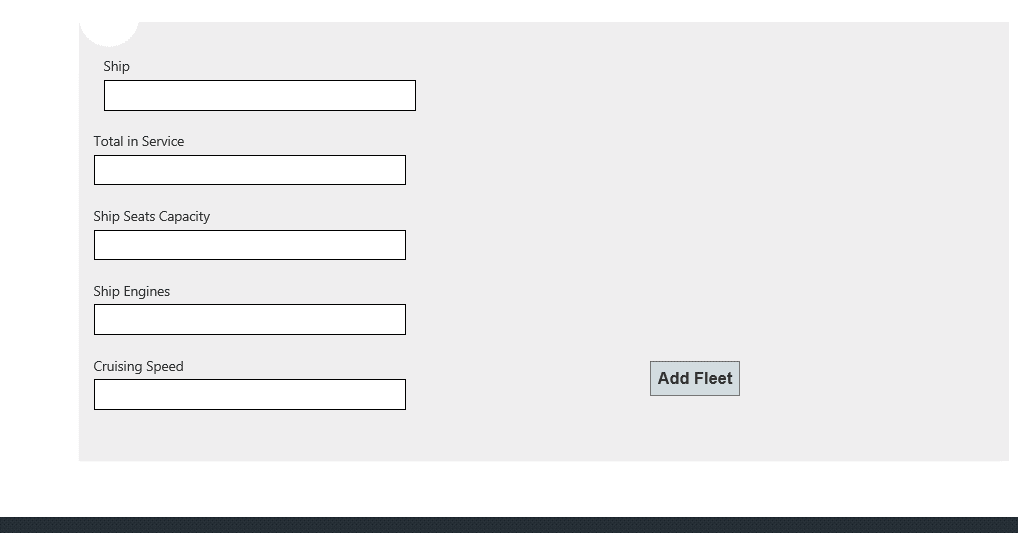 Ship
Total in Service
Ship Seats Capacity
Ship Engines
Cruising Speed
Add Fleet